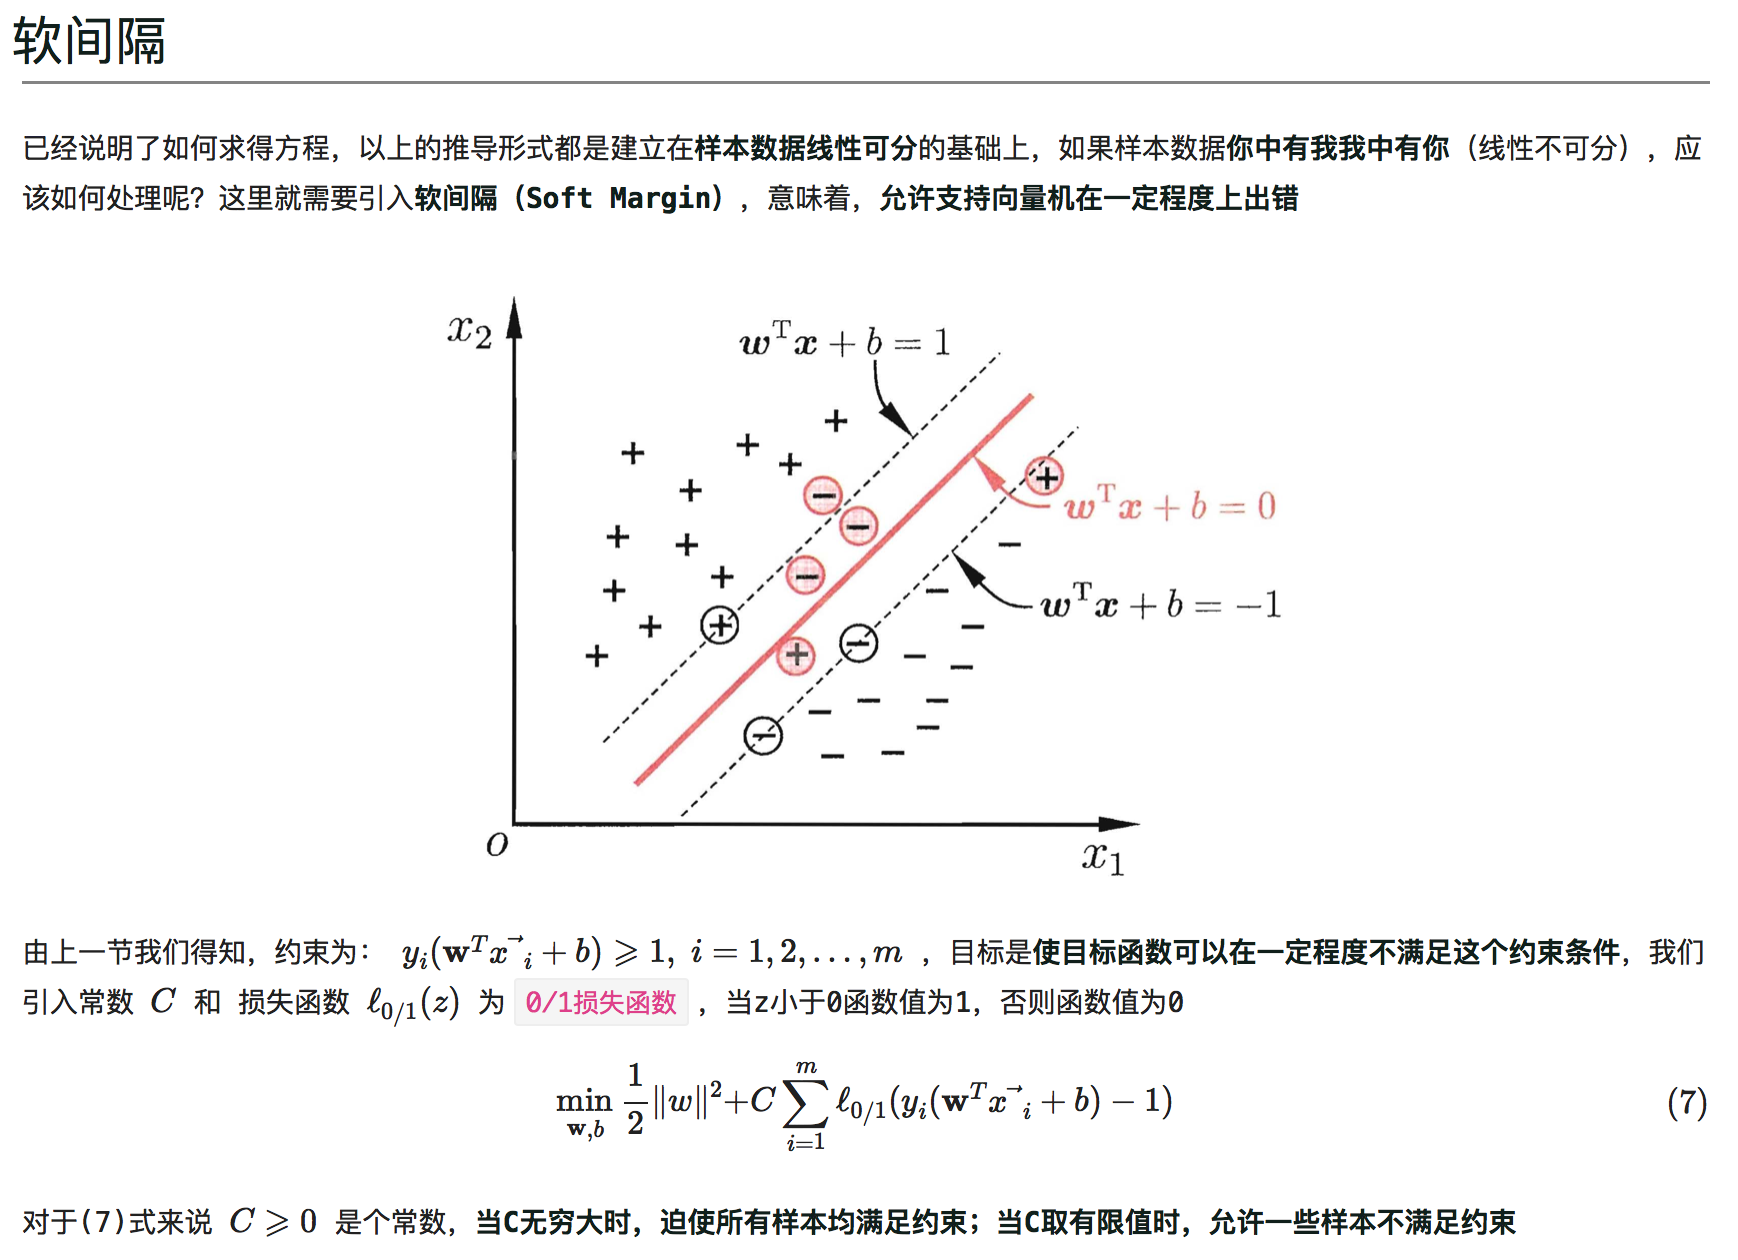 软间隔
已经说明了如何求得方程，以上的推导形式都是建立在样本数据线性可分的基础上，如果样本数据你中有我我中有你（线性不可分），应
该如何处理呢？这里就需要引入软间隔（Soft Margin），意味着，允许支持向量机在一定程度上出错
x₂
wᵀx + b = 1
wᵀx + b = 0
wᵀx + b = −1
O
x₁
由上一节我们得知，约束为： yᵢ(wᵀx⃗ᵢ + b) ⩾ 1, i = 1, 2, . . . , m ，目标是使目标函数可以在一定程度不满足这个约束条件，我们
引入常数 C 和 损失函数 ℓ₀/₁(z) 为 0/1损失函数 ，当z小于0函数值为1，否则函数值为0
min_{w,b} \frac{1}{2}‖w‖²+C∑_{i=1}^{m} ℓ₀/₁(yᵢ(wᵀx⃗ᵢ + b) − 1) (7)
对于(7)式来说 C ⩾ 0 是个常数，当C无穷大时，迫使所有样本均满足约束；当C取有限值时，允许一些样本不满足约束